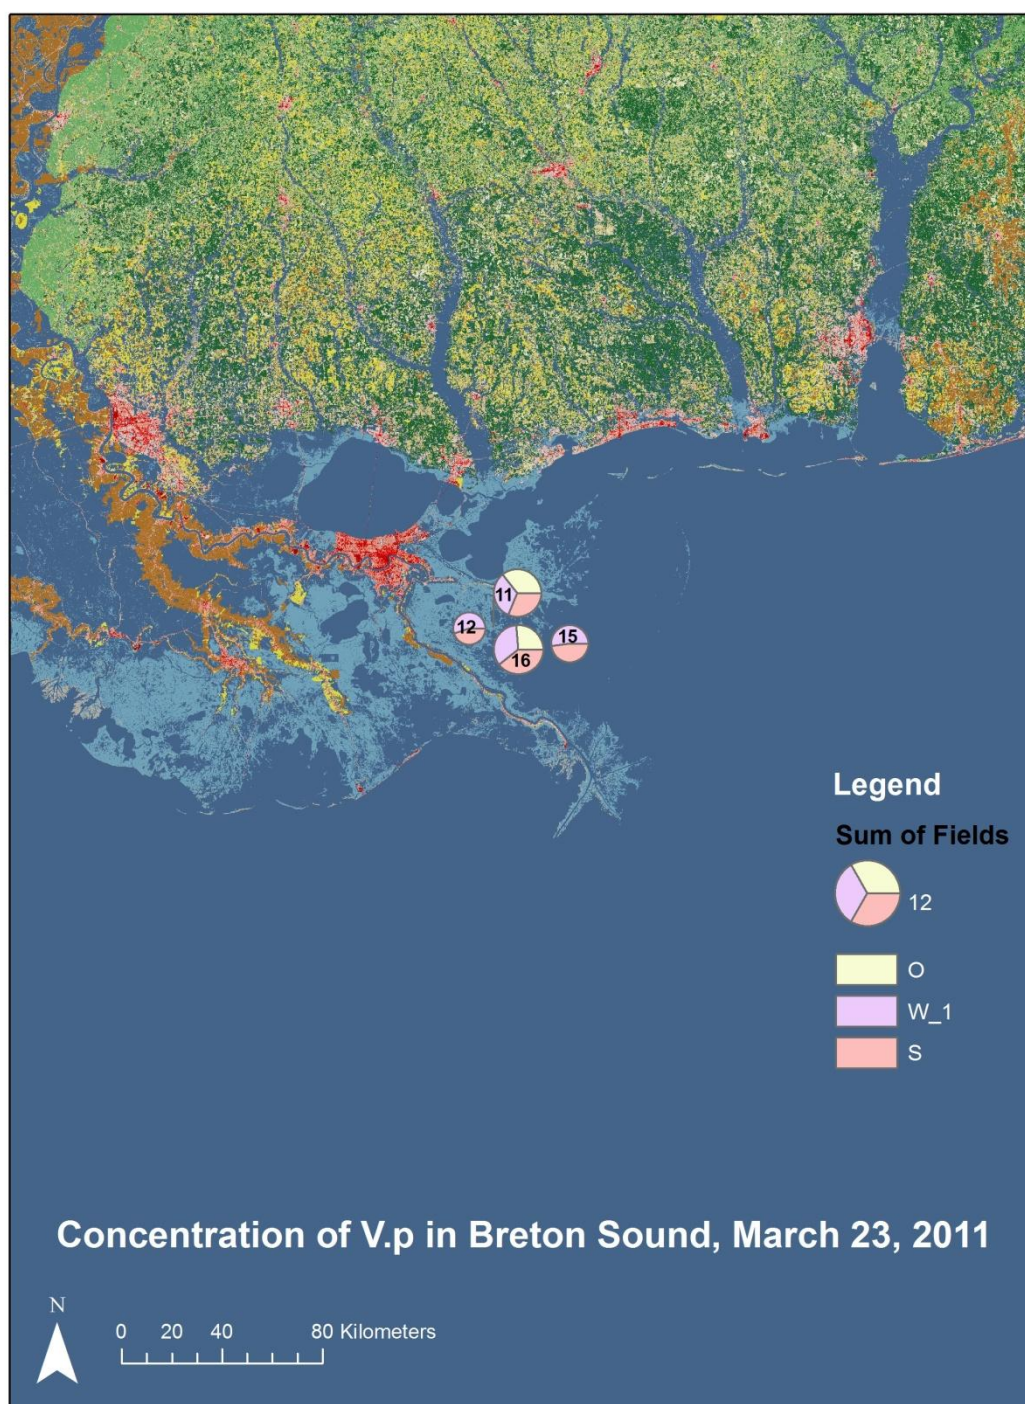 11
12
15
16
Legend
Sum of Fields
12
O
W_1
S
Concentration of V.p in Breton Sound, March 23, 2011
N
0 20 40 80 Kilometers